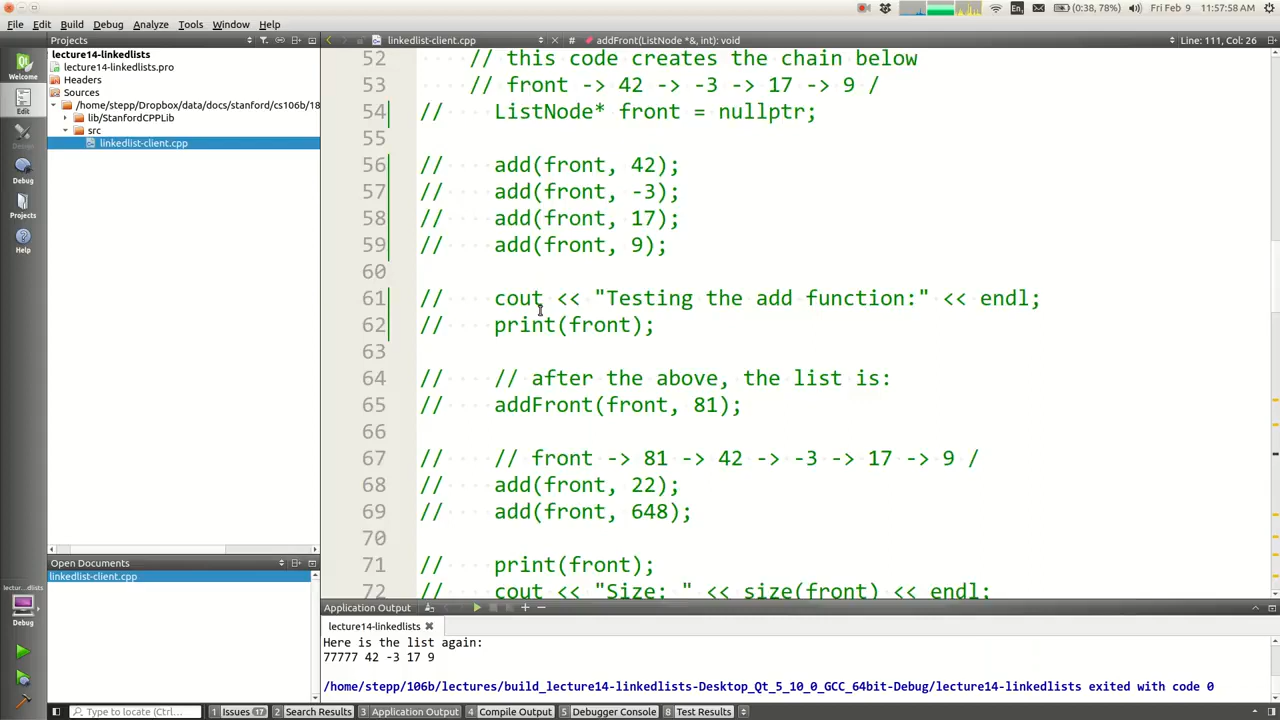 (0:38, 78%) Fri Feb 9 11:57:58 AM
En
File Edit Build Debug Analyze Tools Window Help
Projects
linkedlist-client.cpp
# addFront(ListNode *&, int): void
Line: 111, Col: 26
Welcome
Edit
Design
Debug
Projects
Help
lecture14-linkedlists
lecture14-linkedlists.pro
Headers
Sources
/home/stepp/Dropbox/data/docs/stanford/cs106b/18
lib/StanfordCPPLib
src
linkedlist-client.cpp
52 // this code creates the chain below
53 // front -> 42 -> -3 -> 17 -> 9 /
54 // ListNode* front = nullptr;
55
56 // add(front, 42);
57 // add(front, -3);
58 // add(front, 17);
59 // add(front, 9);
60
61 // cout << "Testing the add function:" << endl;
62 // print(front);
63
64 // // after the above, the list is:
65 // addFront(front, 81);
66
67 // // front -> 81 -> 42 -> -3 -> 17 -> 9 /
68 // add(front, 22);
69 // add(front, 648);
70
71 // print(front);
72 // cout << "Size: " << size(front) << endl;
Open Documents
linkedlist-client.cpp
lectur...dlists
Debug
Application Output
lecture14-linkedlists
Here is the list again:
77777 42 -3 17 9
/home/stepp/106b/lectures/build_lecture14-linkedlists-Desktop_Qt_5_10_0_GCC_64bit-Debug/lecture14-linkedlists exited with code 0
Type to locate (Ctrl...
1 Issues 17 2 Search Results 3 Application Output 4 Compile Output 5 Debugger Console 8 Test Results